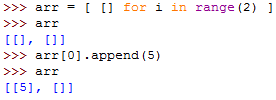 >>> arr = [ [] for i in range(2) ]
>>> arr
[[], []]
>>> arr[0].append(5)
>>> arr
[[5], []]